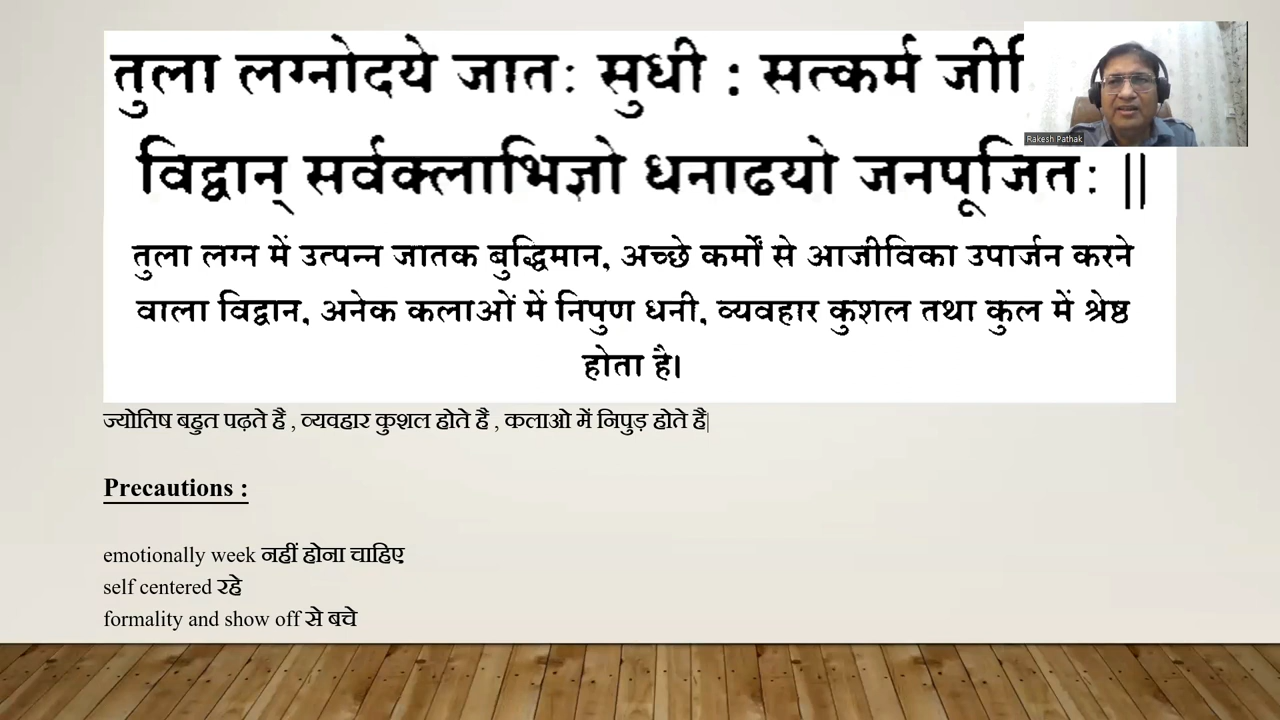 तुला लग्नोदये जातः सुधी : सत्कर्म
Rakesh Pathak
विद्वान् सर्वक्लाभिज्ञो धनाढयो जनपूजितः ||
तुला लग्न में उत्पन्न जातक बुद्धिमान, अच्छे कर्मों से आजीविका उपार्जन करने
वाला विद्वान, अनेक कलाओं में निपुण धनी, व्यवहार कुशल तथा कुल में श्रेष्ठ
होता है।
ज्योतिष बहुत पढ़ते हैं , व्यवहार कुशल होते है , कलाओ में निपुड़ होते है
Precautions :
emotionally week नहीं होना चाहिए
self centered रहे
formality and show off से बचे